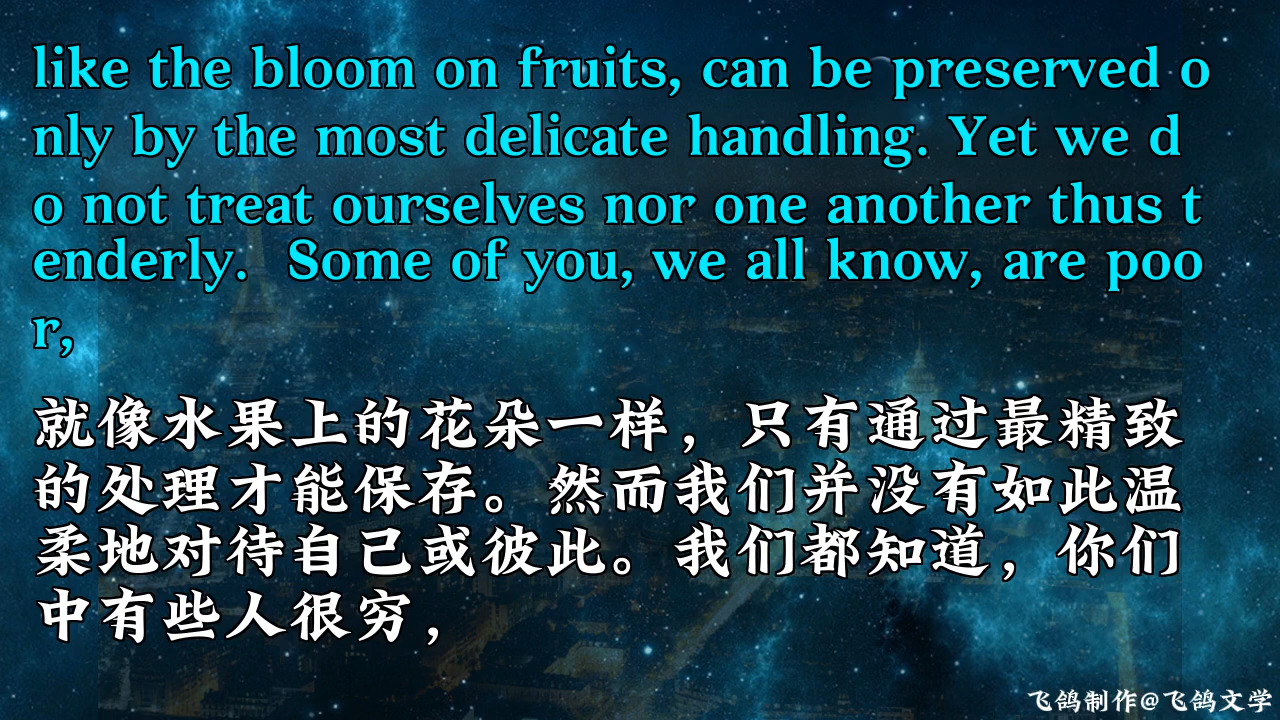 like the bloom on fruits, can be preserved o
nly by the most delicate handling. Yet we d
o not treat ourselves nor one another thus t
enderly.  Some of you, we all know, are poo
r,
就像水果上的花朵一样，只有通过最精致
的处理才能保存。然而我们并没有如此温
柔地对待自己或彼此。我们都知道，你们
中有些人很穷，
飞鸽制作@飞鸽文学